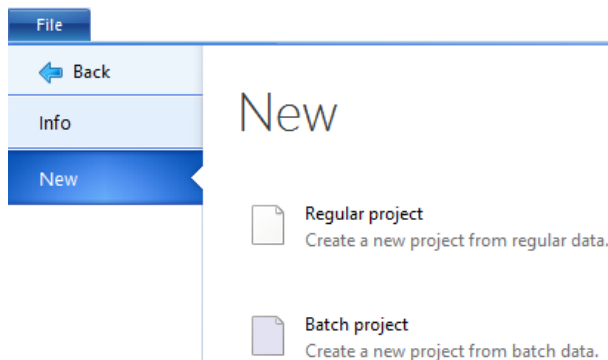 File
Back
Info
New
New
Regular project
Create a new project from regular data.
Batch project
Create a new project from batch data.